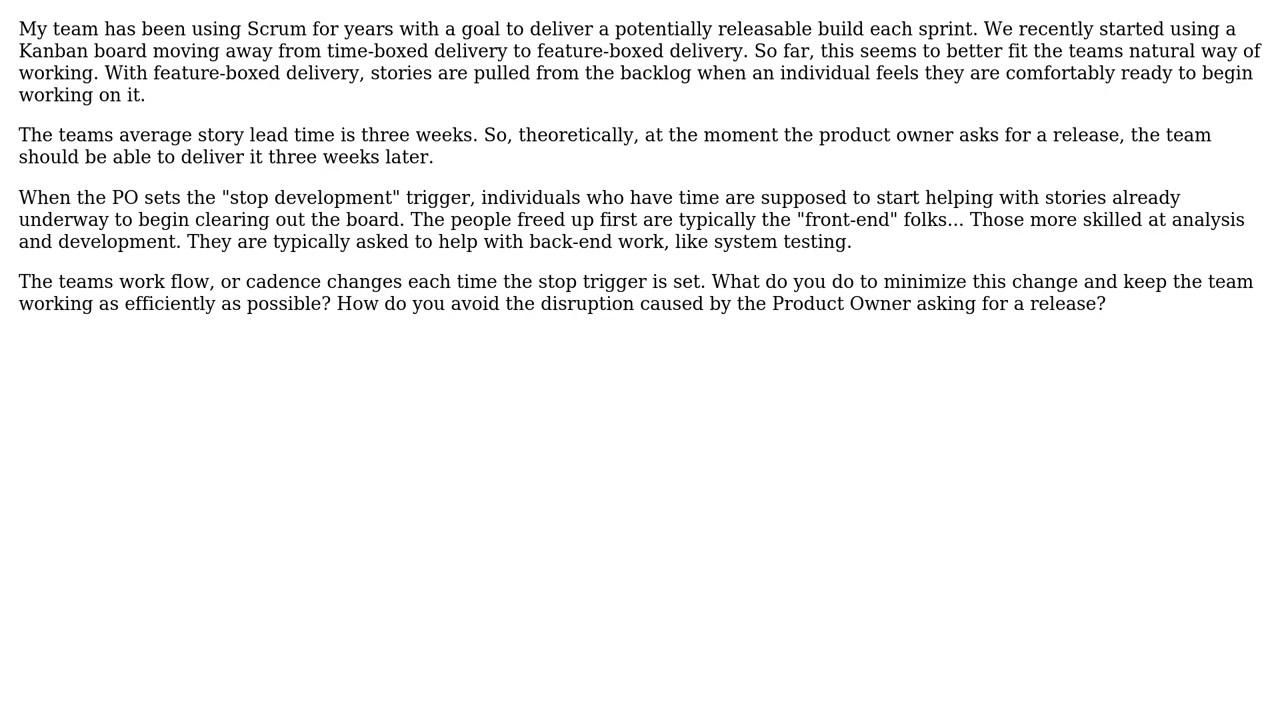 My team has been using Scrum for years with a goal to deliver a potentially releasable build each sprint. We recently started using a
Kanban board moving away from time-boxed delivery to feature-boxed delivery. So far, this seems to better fit the teams natural way of
working. With feature-boxed delivery, stories are pulled from the backlog when an individual feels they are comfortably ready to begin
working on it.
The teams average story lead time is three weeks. So, theoretically, at the moment the product owner asks for a release, the team
should be able to deliver it three weeks later.
When the PO sets the "stop development" trigger, individuals who have time are supposed to start helping with stories already
underway to begin clearing out the board. The people freed up first are typically the "front-end" folks... Those more skilled at analysis
and development. They are typically asked to help with back-end work, like system testing.
The teams work flow, or cadence changes each time the stop trigger is set. What do you do to minimize this change and keep the team
working as efficiently as possible? How do you avoid the disruption caused by the Product Owner asking for a release?